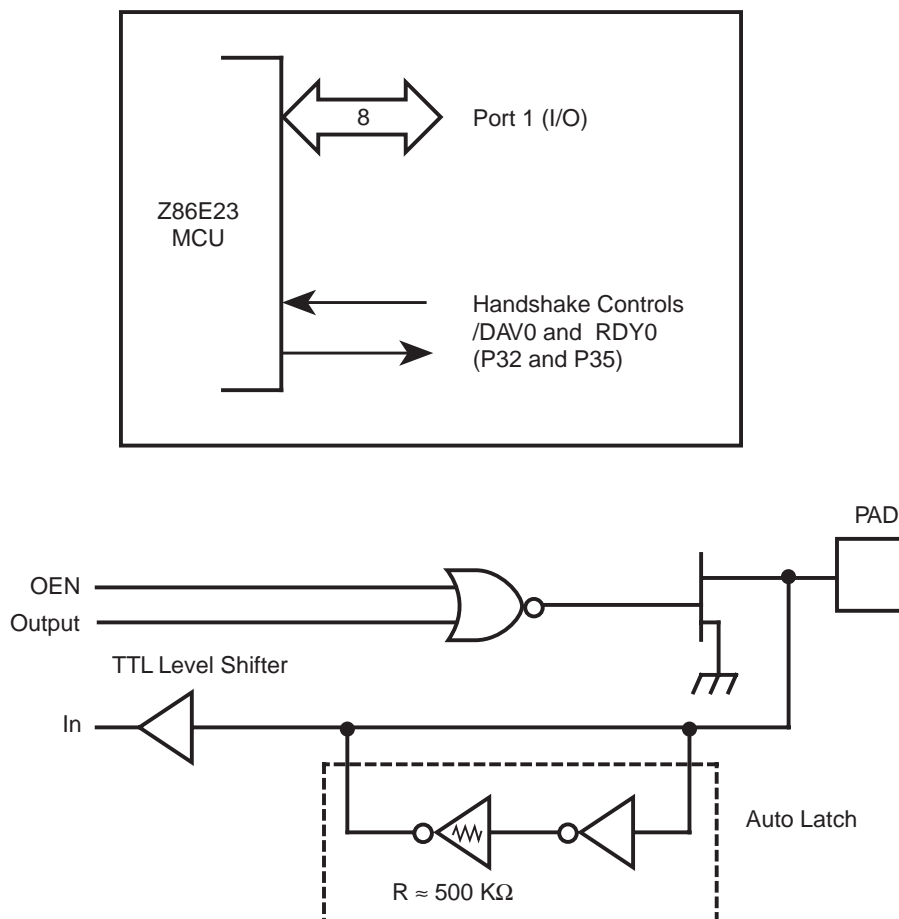 8
Port 1 (I/O)
Z86E23
MCU
Handshake Controls
/DAV0 and RDY0
(P32 and P35)
PAD
OEN
Output
TTL Level Shifter
In
Auto Latch
R ≈ 500 KΩ